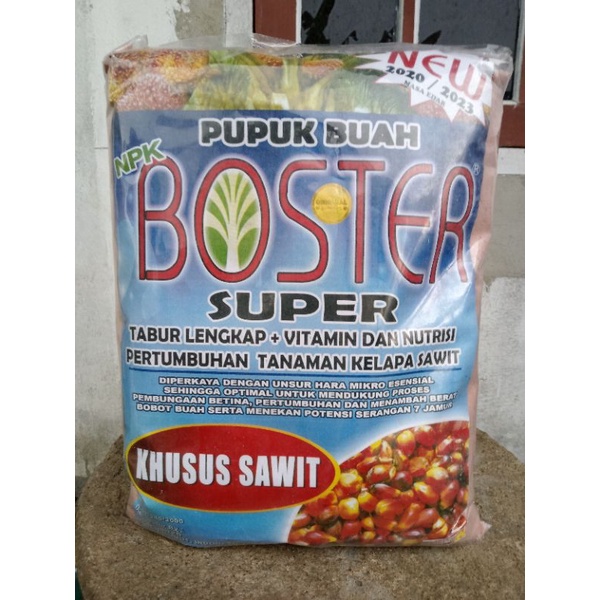 NEW
2020 / 2023
MASA EDAR
PUPUK BUAH
NPK
BOSTER®
SUPER
TABUR LENGKAP + VITAMIN DAN NUTRISI
PERTUMBUHAN TANAMAN KELAPA SAWIT
DIPERKAYA DENGAN UNSUR HARA MIKRO ESENSIAL
SEHINGGA OPTIMAL UNTUK MENDUKUNG PROSES
PEMBUNGAAN BETINA, PERTUMBUHAN DAN MENAMBAH BERAT
BOBOT BUAH SERTA MENEKAN POTENSI SERANGAN 7 JAMUR
KHUSUS SAWIT